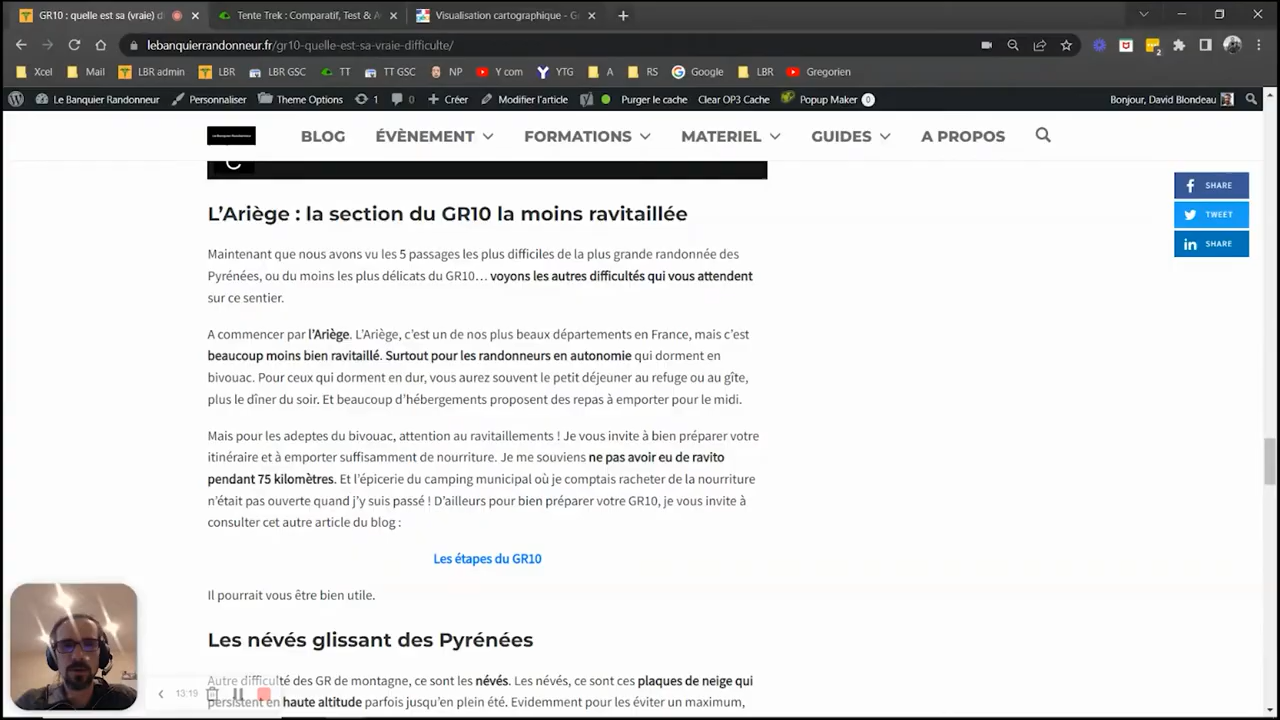 GR10 : quelle est sa (vraie) di
Tente Trek : Comparatif, Test & A
Visualisation cartographique - G
lebanquierrandonneur.fr/gr10-quelle-est-sa-vraie-difficulte/
Xcel Mail LBR admin LBR LBR GSC TT TT GSC NP Y com YTG A RS Google LBR Gregorien
Le Banquier Randonneur Personnaliser Theme Options 1 0 Créer Modifier l'article Purger le cache Clear OP3 Cache Popup Maker 0 Bonjour, David Blondeau
BLOG ÉVÈNEMENT FORMATIONS MATERIEL GUIDES A PROPOS
SHARE
TWEET
SHARE
L'Ariège : la section du GR10 la moins ravitaillée
Maintenant que nous avons vu les 5 passages les plus difficiles de la plus grande randonnée des
Pyrénées, ou du moins les plus délicats du GR10… voyons les autres difficultés qui vous attendent
sur ce sentier.
A commencer par l'Ariège. L'Ariège, c'est un de nos plus beaux départements en France, mais c'est
beaucoup moins bien ravitaillé. Surtout pour les randonneurs en autonomie qui dorment en
bivouac. Pour ceux qui dorment en dur, vous aurez souvent le petit déjeuner au refuge ou au gîte,
plus le dîner du soir. Et beaucoup d'hébergements proposent des repas à emporter pour le midi.
Mais pour les adeptes du bivouac, attention au ravitaillements ! Je vous invite à bien préparer votre
itinéraire et à emporter suffisamment de nourriture. Je me souviens ne pas avoir eu de ravito
pendant 75 kilomètres. Et l'épicerie du camping municipal où je comptais racheter de la nourriture
n'était pas ouverte quand j'y suis passé ! D'ailleurs pour bien préparer votre GR10, je vous invite à
consulter cet autre article du blog :
Les étapes du GR10
Il pourrait vous être bien utile.
Les névés glissant des Pyrénées
Autre difficulté des GR de montagne, ce sont les névés. Les névés, ce sont ces plaques de neige qui
persistent en haute altitude parfois jusqu'en plein été. Evidemment pour les éviter un maximum,
13:19